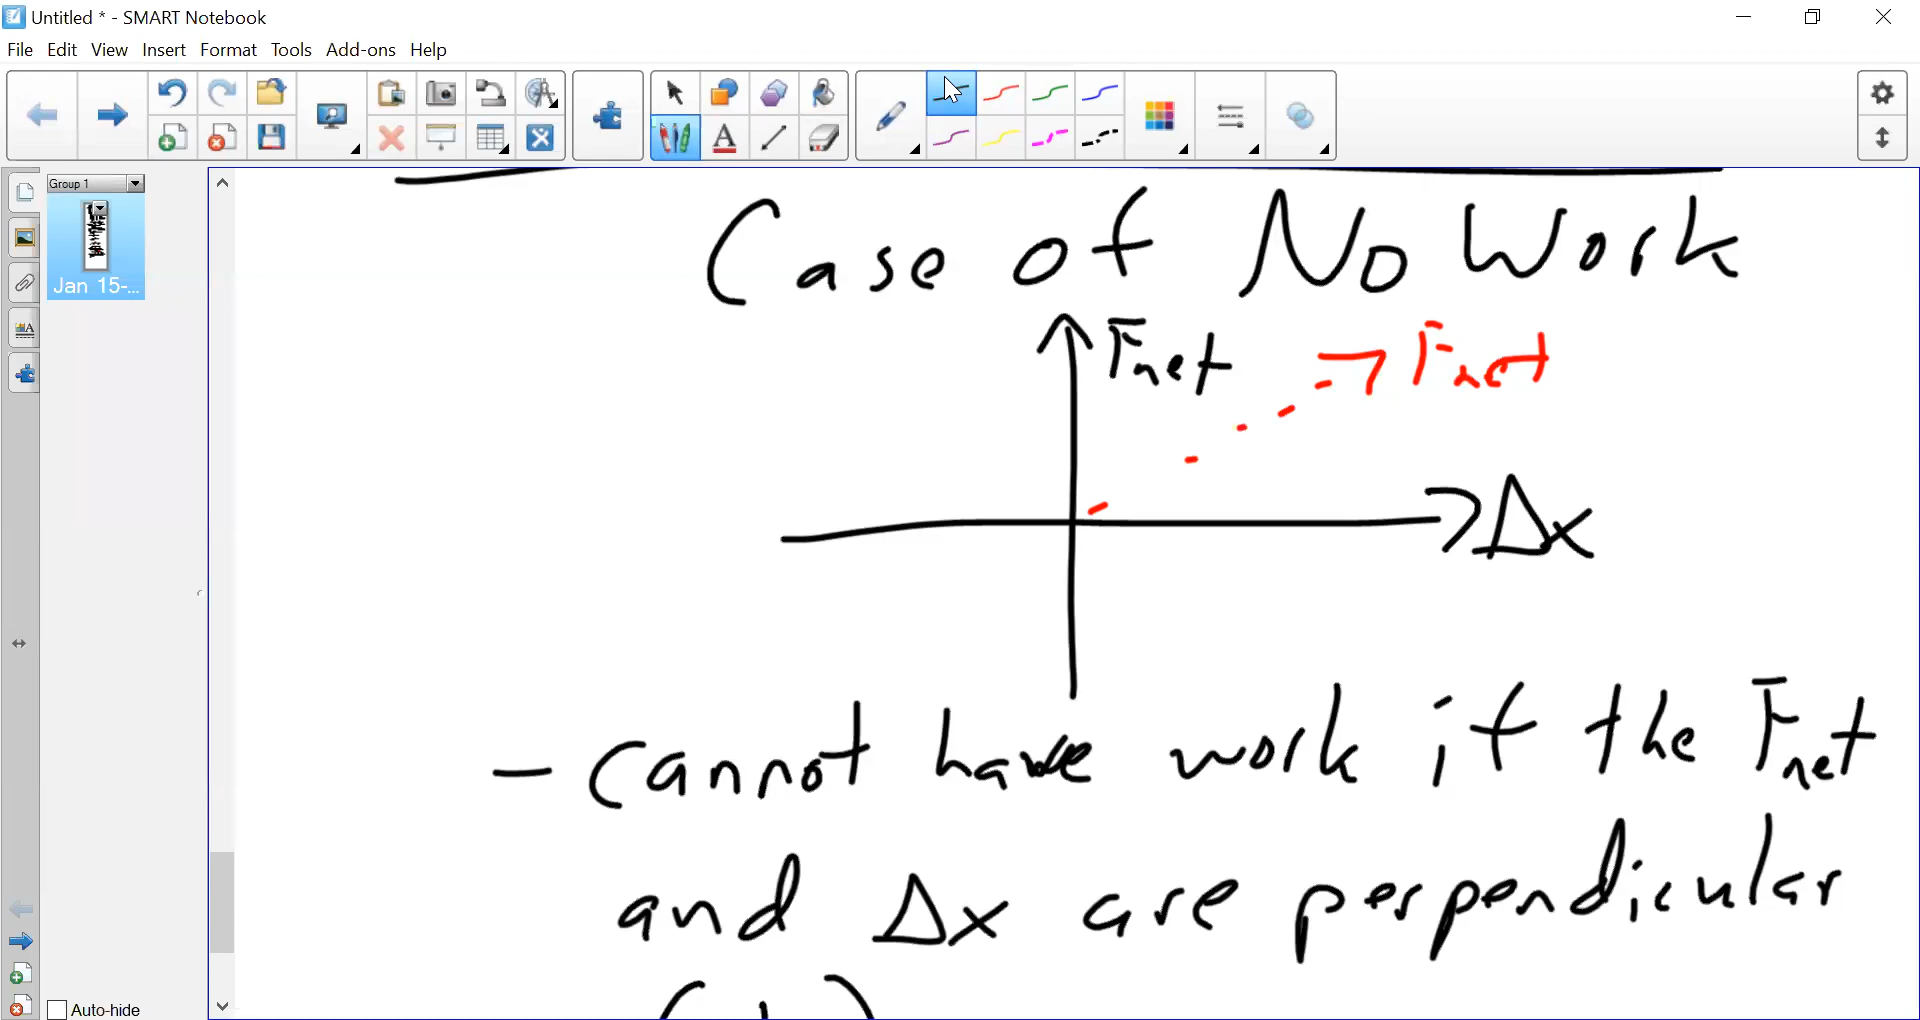 Untitled * - SMART Notebook
File Edit View Insert Format Tools Add-ons Help
Group 1
Jan 15-...
Case of No Work
Fnet
Fnet
Δx
- cannot have work if the Fnet
and Δx are perpendicular
Auto-hide